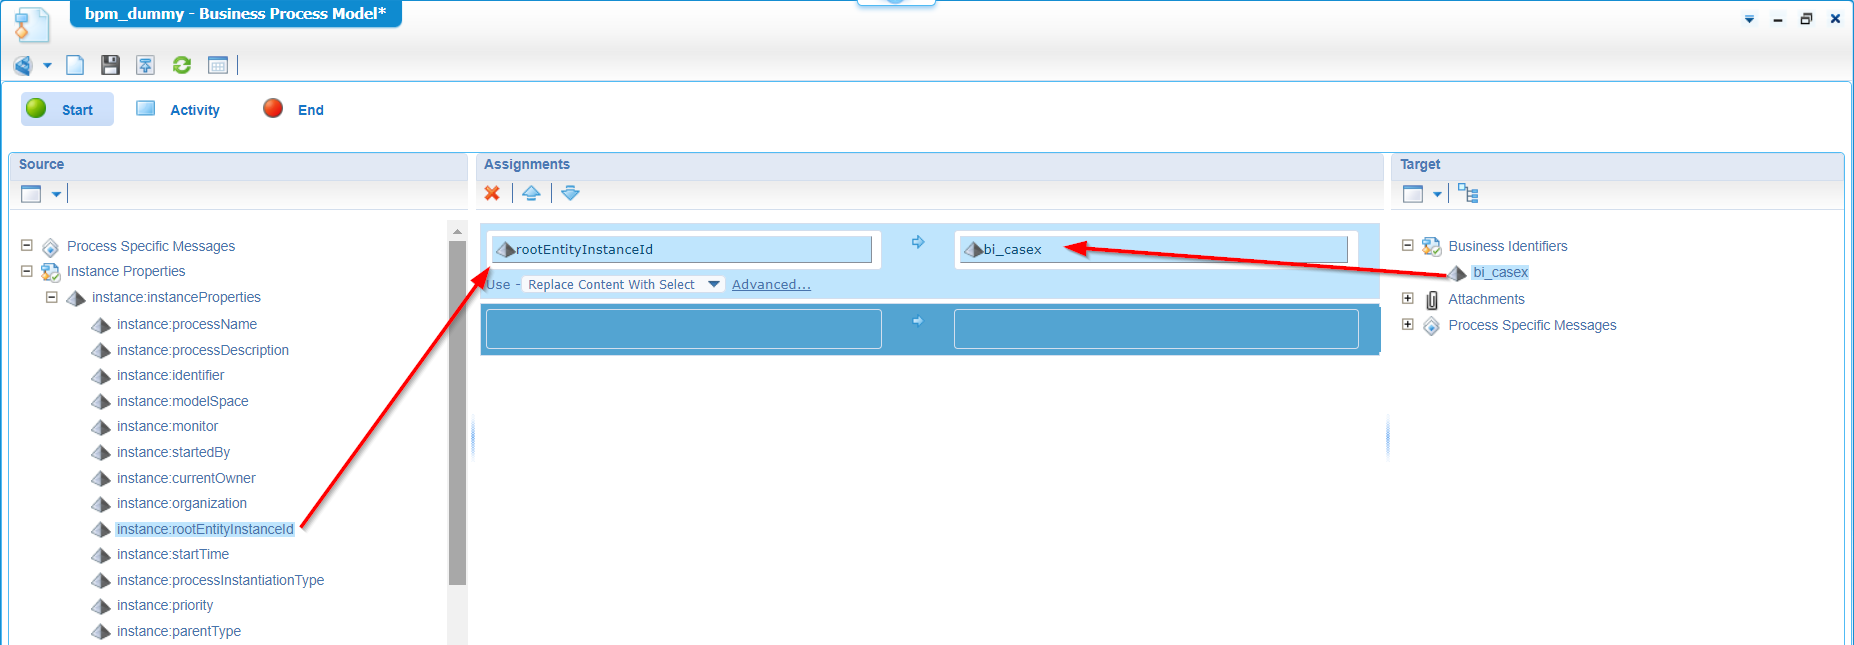 bpm_dummy - Business Process Model*
Start
Activity
End
Source
Process Specific Messages
Instance Properties
instance:instanceProperties
instance:processName
instance:processDescription
instance:identifier
instance:modelSpace
instance:monitor
instance:startedBy
instance:currentOwner
instance:organization
instance:rootEntityInstanceId
instance:startTime
instance:processInstantiationType
instance:priority
instance:parentType
Assignments
rootEntityInstanceId
bi_casex
Use - Replace Content With Select Advanced...
Target
Business Identifiers
bi_casex
Attachments
Process Specific Messages